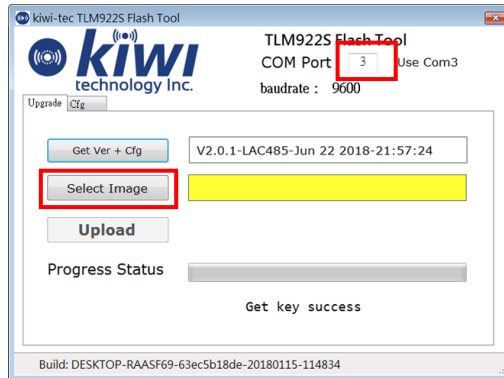 kiwi-tec TLM922S Flash Tool
kiwi
technology Inc.
TLM922S Flash Tool
COM Port 3 Use Com3
baudrate : 9600
Upgrade Cfg
Get Ver + Cfg V2.0.1-LAC485-Jun 22 2018-21:57:24
Select Image
Upload
Progress Status
Get key success
Build: DESKTOP-RAASF69-63ec5b18de-20180115-114834